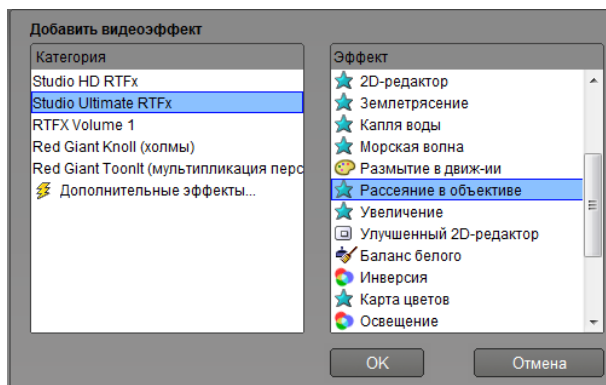 Добавить видеоэффект
Категория
Studio HD RTFx
Studio Ultimate RTFx
RTFX Volume 1
Red Giant Knoll (холмы)
Red Giant ToonIt (мультипликация перс
Дополнительные эффекты...
Эффект
2D-редактор
Землетрясение
Капля воды
Морская волна
Размытие в движ-ии
Рассеяние в объективе
Увеличение
Улучшенный 2D-редактор
Баланс белого
Инверсия
Карта цветов
Освещение
OK
Отмена